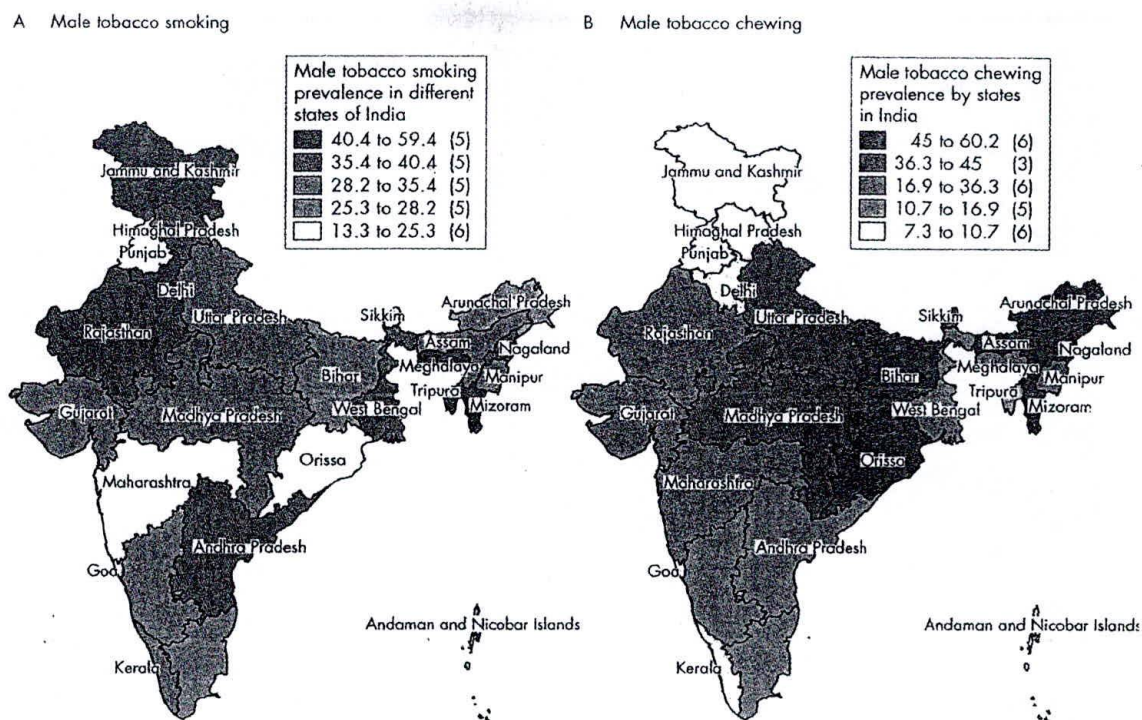 A Male tobacco smoking
Male tobacco smoking
prevalence in different
states of India
40.4 to 59.4 (5)
35.4 to 40.4 (5)
28.2 to 35.4 (5)
25.3 to 28.2 (5)
13.3 to 25.3 (6)
Jammu and Kashmir
Himaghal Pradesh
Punjab
Delhi
Uttar Pradesh
Rajasthan
Sikkim
Arunachal Pradesh
Assam
Nagaland
Meghalaya
Manipur
Tripura
Mizoram
Bihar
West Bengal
Gujarat
Madhya Pradesh
Orissa
Maharashtra
Andhra Pradesh
Goa
Kerala
Andaman and Nicobar Islands
B Male tobacco chewing
Male tobacco chewing
prevalence by states
in India
45 to 60.2 (6)
36.3 to 45 (3)
16.9 to 36.3 (6)
10.7 to 16.9 (5)
7.3 to 10.7 (6)
Jammu and Kashmir
Himaghal Pradesh
Punjab
Delhi
Uttar Pradesh
Rajasthan
Sikkim
Arunachal Pradesh
Assam
Nagaland
Meghalaya
Manipur
Tripura
Mizoram
Bihar
West Bengal
Gujarat
Madhya Pradesh
Orissa
Maharashtra
Andhra Pradesh
Goa
Kerala
Andaman and Nicobar Islands